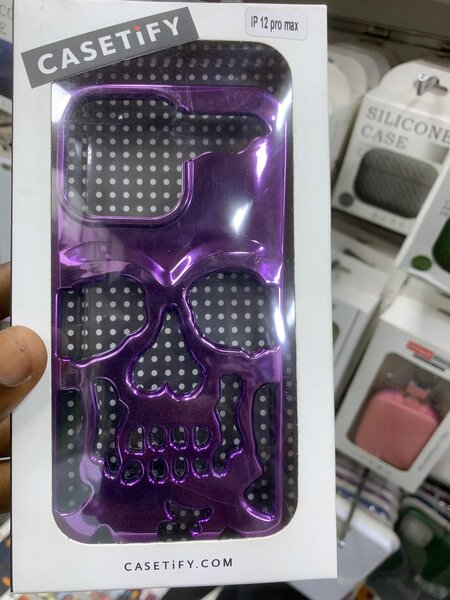 CASETiFY
IP 12 pro max
SILICONE
CASE
CASETiFY.COM